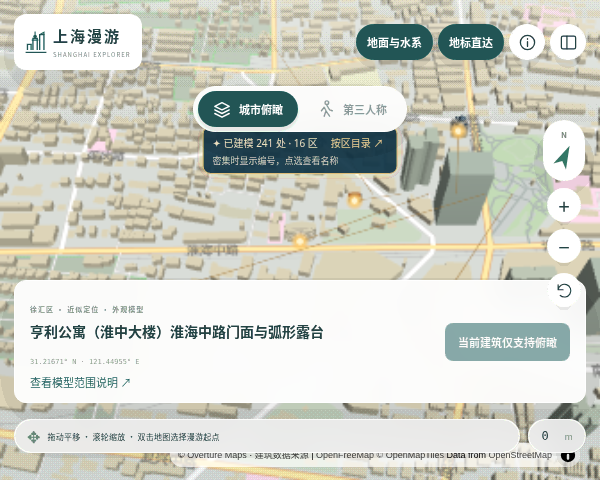 上海漫游
SHANGHAI EXPLORER
地面与水系
地标直达
城市俯瞰
第三人称
✦ 已建模 241 处 · 16 区 按区目录 ↗
密集时显示编号，点选查看名称
N
+
−
淮海中路
徐汇区 · 近似定位 · 外观模型
亨利公寓（淮中大楼）淮海中路门面与弧形露台
当前建筑仅支持俯瞰
31.21671° N · 121.44955° E
查看模型范围说明 ↗
拖动平移 · 滚轮缩放 · 双击地图选择漫游起点
0 m
© Overture Maps · 建筑数据来源 | OpenFreeMap © OpenMapTiles Data from OpenStreetMap